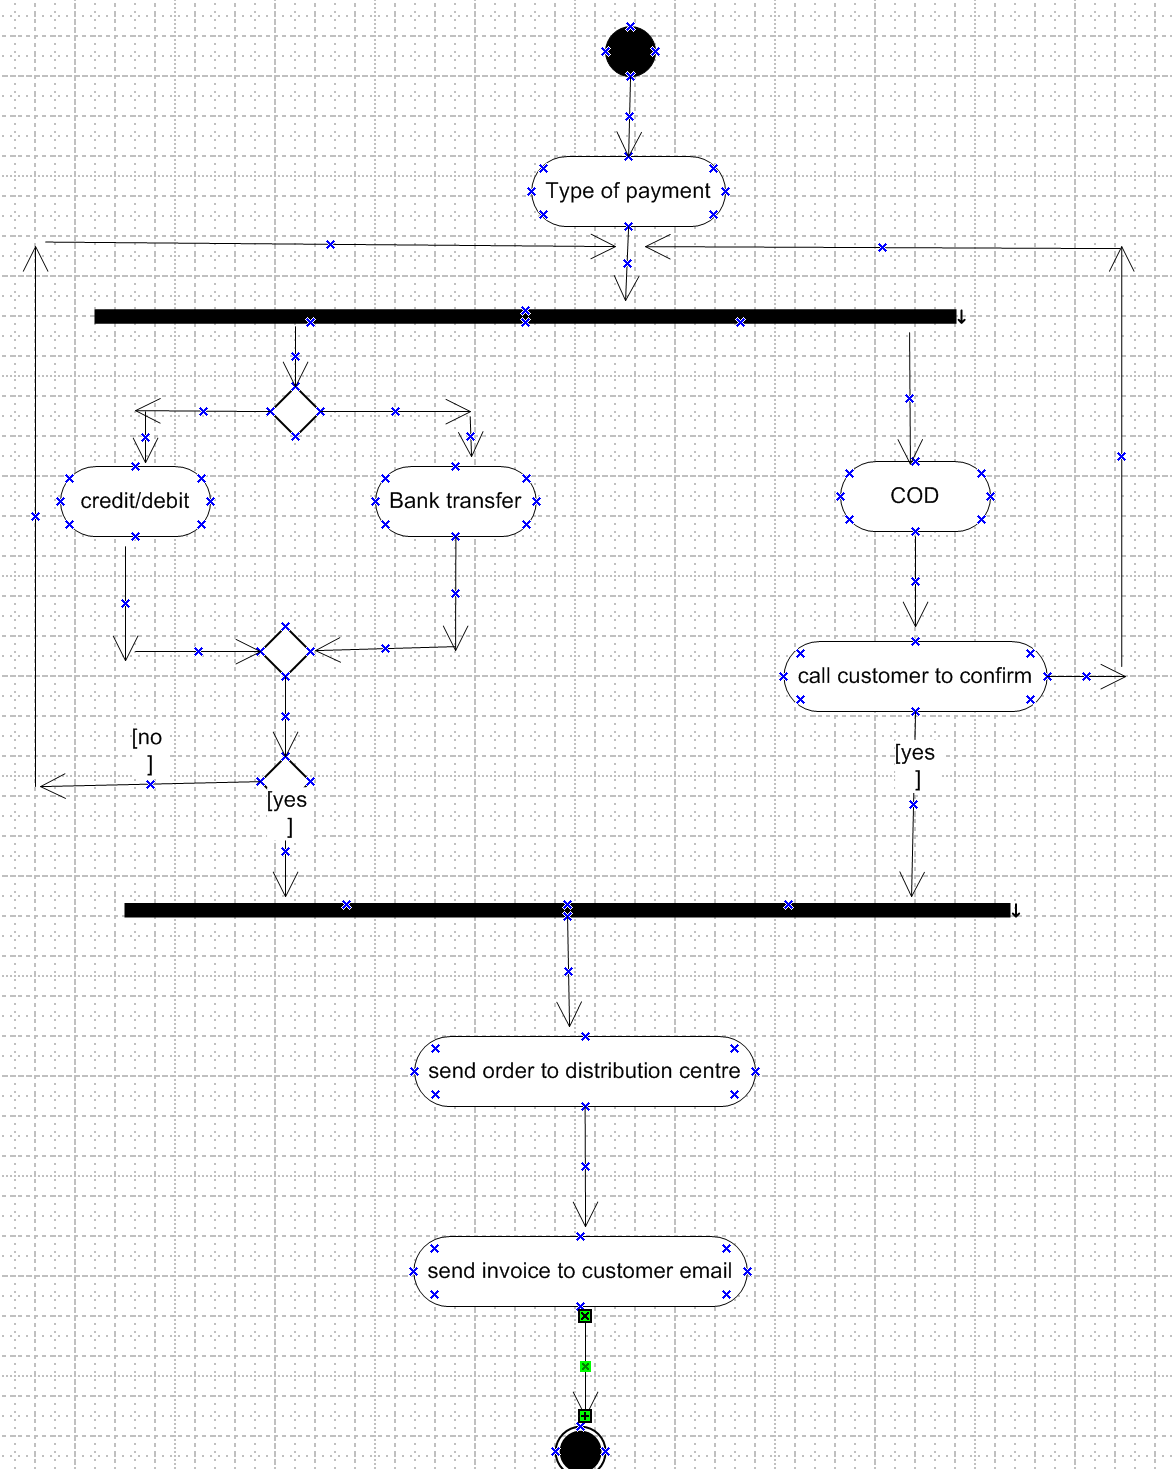 Type of payment
credit/debit
Bank transfer
COD
call customer to confirm
[no
]
[yes
]
[yes
]
send order to distribution centre
send invoice to customer email